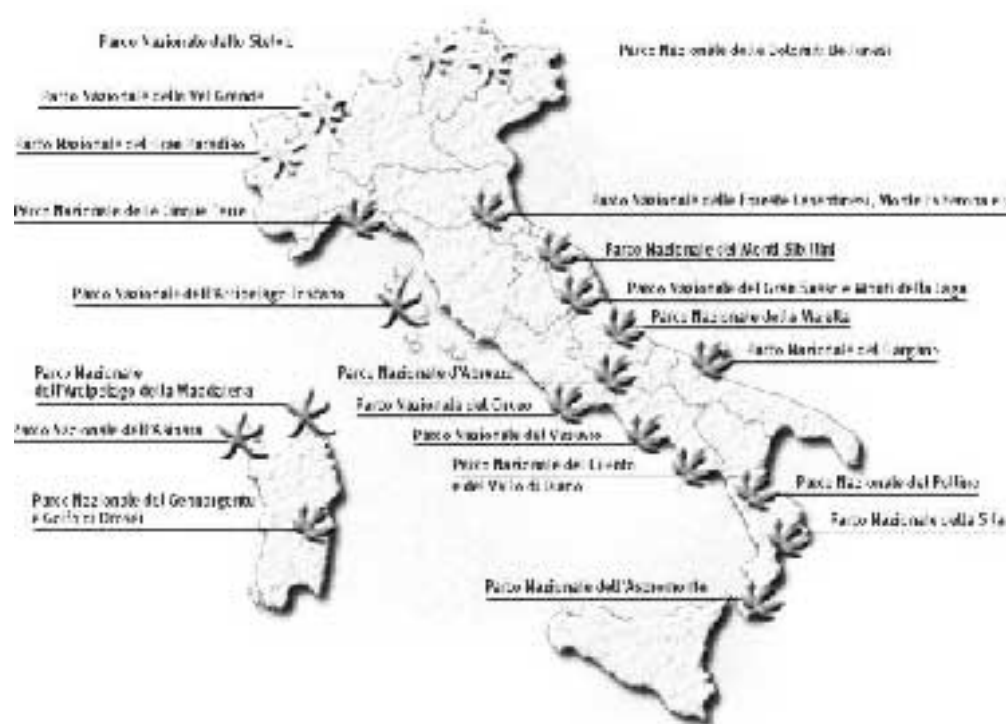 Parco Nazionale dello Stelvio
Parco Nazionale delle Dolomiti Bellunesi
Parco Nazionale della Val Grande
Parco Nazionale del Gran Paradiso
Parco Nazionale delle Cinque Terre
Parco Nazionale delle Foreste Casentinesi, Monte Falterona e
Parco Nazionale dei Monti Sibillini
Parco Nazionale dell'Arcipelago Toscano
Parco Nazionale del Gran Sasso e Monti della Laga
Parco Nazionale della Maiella
Parco Nazionale del Gargano
Parco Nazionale
dell'Arcipelago della Maddalena
Parco Nazionale d'Abruzzo
Parco Nazionale del Circeo
Parco Nazionale dell'Asinara
Parco Nazionale del Vesuvio
Parco Nazionale del Cilento
e del Vallo di Diano
Parco Nazionale del Pollino
Parco Nazionale del Gennargentu
e Golfo di Orosei
Parco Nazionale della Sila
Parco Nazionale dell'Aspromonte